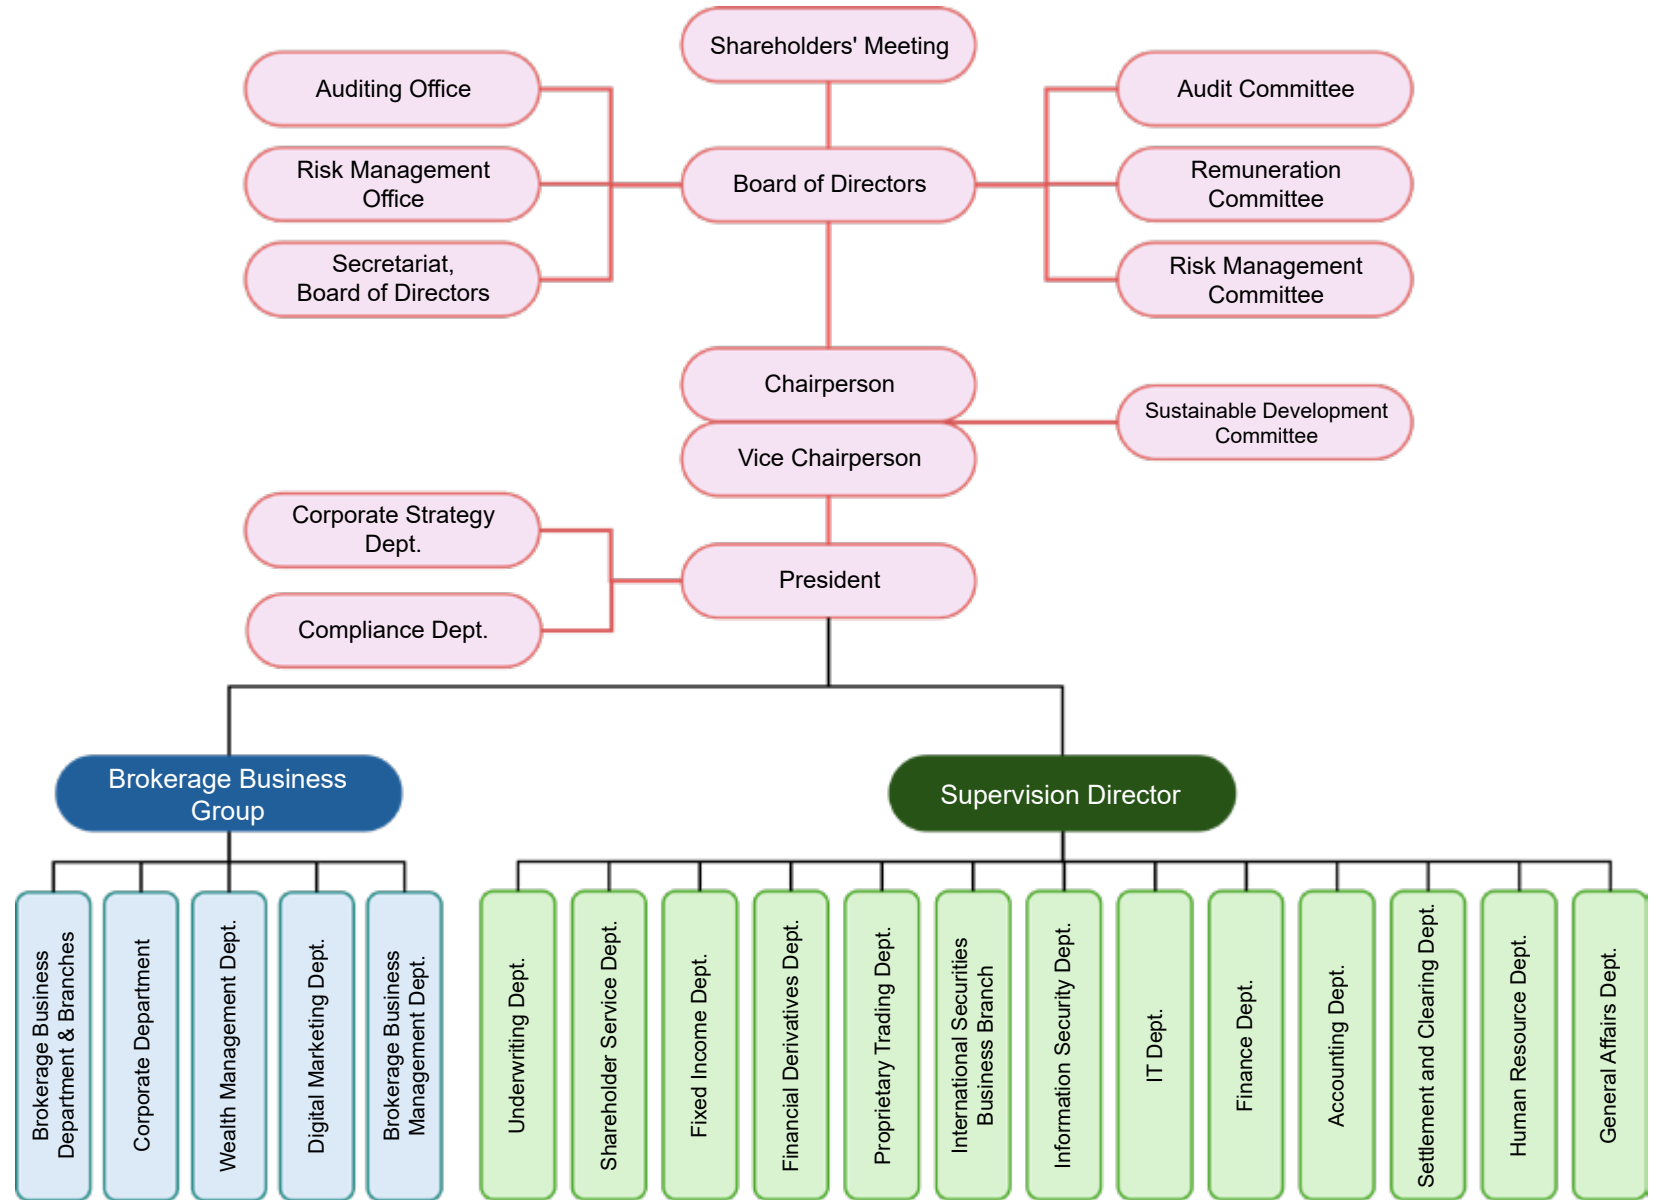 Shareholders' Meeting
Auditing Office
Audit Committee
Risk Management
Office
Board of Directors
Remuneration
Committee
Secretariat,
Board of Directors
Risk Management
Committee
Chairperson
Sustainable Development
Committee
Vice Chairperson
Corporate Strategy
Dept.
President
Compliance Dept.
Brokerage Business
Group
Supervision Director
Brokerage Business
Department & Branches
Corporate Department
Wealth Management Dept.
Digital Marketing Dept.
Brokerage Business
Management Dept.
Underwriting Dept.
Shareholder Service Dept.
Fixed Income Dept.
Financial Derivatives Dept.
Proprietary Trading Dept.
International Securities
Business Branch
Information Security Dept.
IT Dept.
Finance Dept.
Accounting Dept.
Settlement and Clearing Dept.
Human Resource Dept.
General Affairs Dept.